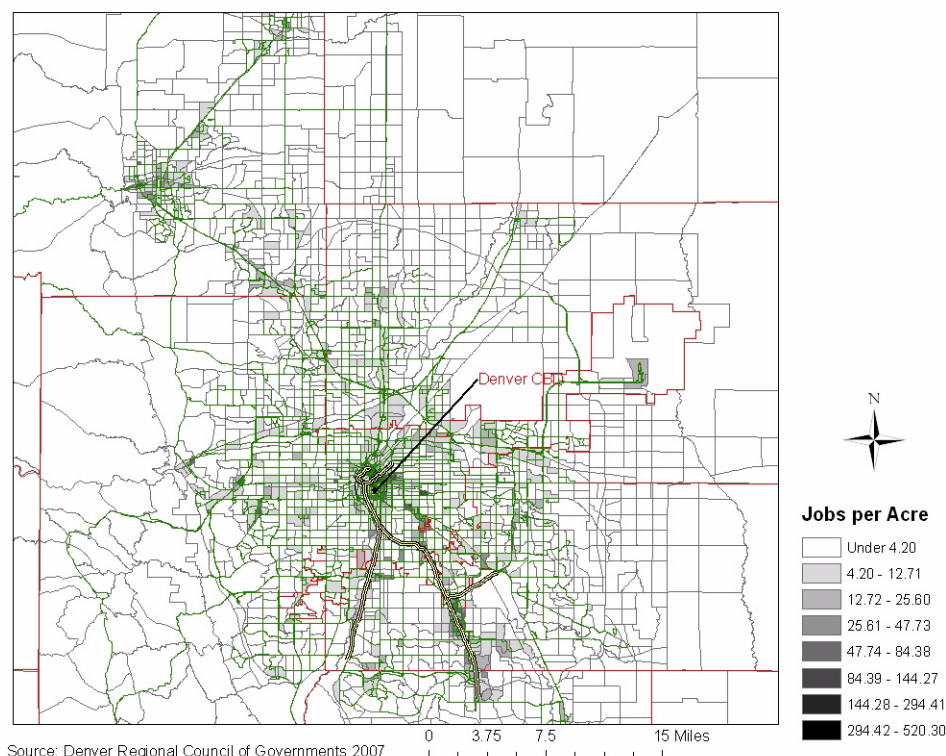 Denver CBD
N
Jobs per Acre
Under 4.20
4.20 - 12.71
12.72 - 25.60
25.61 - 47.73
47.74 - 84.38
84.39 - 144.27
144.28 - 294.41
294.42 - 520.30
0 3.75 7.5 15 Miles
Source: Denver Regional Council of Governments 2007